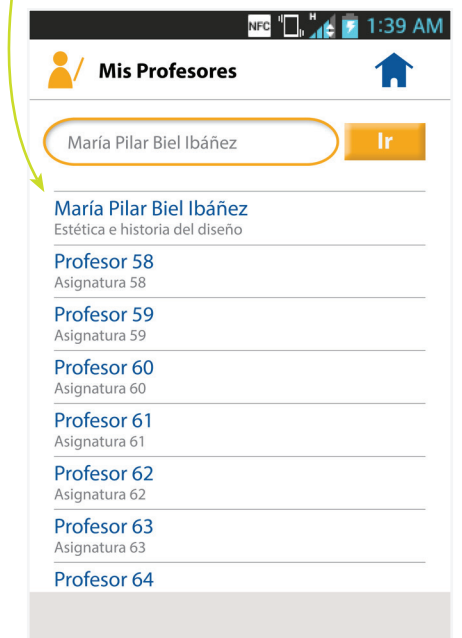 NFC H 1:39 AM
Mis Profesores
María Pilar Biel Ibáñez Ir
María Pilar Biel Ibáñez
Estética e historia del diseño
Profesor 58
Asignatura 58
Profesor 59
Asignatura 59
Profesor 60
Asignatura 60
Profesor 61
Asignatura 61
Profesor 62
Asignatura 62
Profesor 63
Asignatura 63
Profesor 64